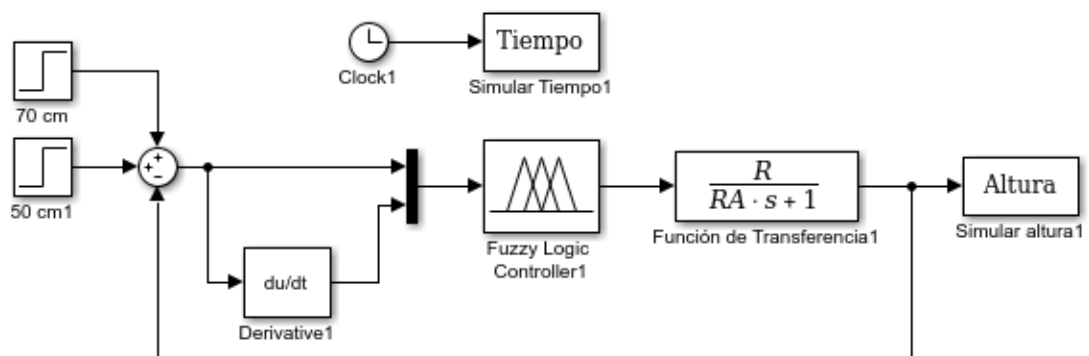 Tiempo
Clock1
Simular Tiempo1
70 cm
50 cm1
+
+
−
du/dt
Derivative1
Fuzzy Logic
Controller1
R
RA · s + 1
Función de Transferencia1
Altura
Simular altura1